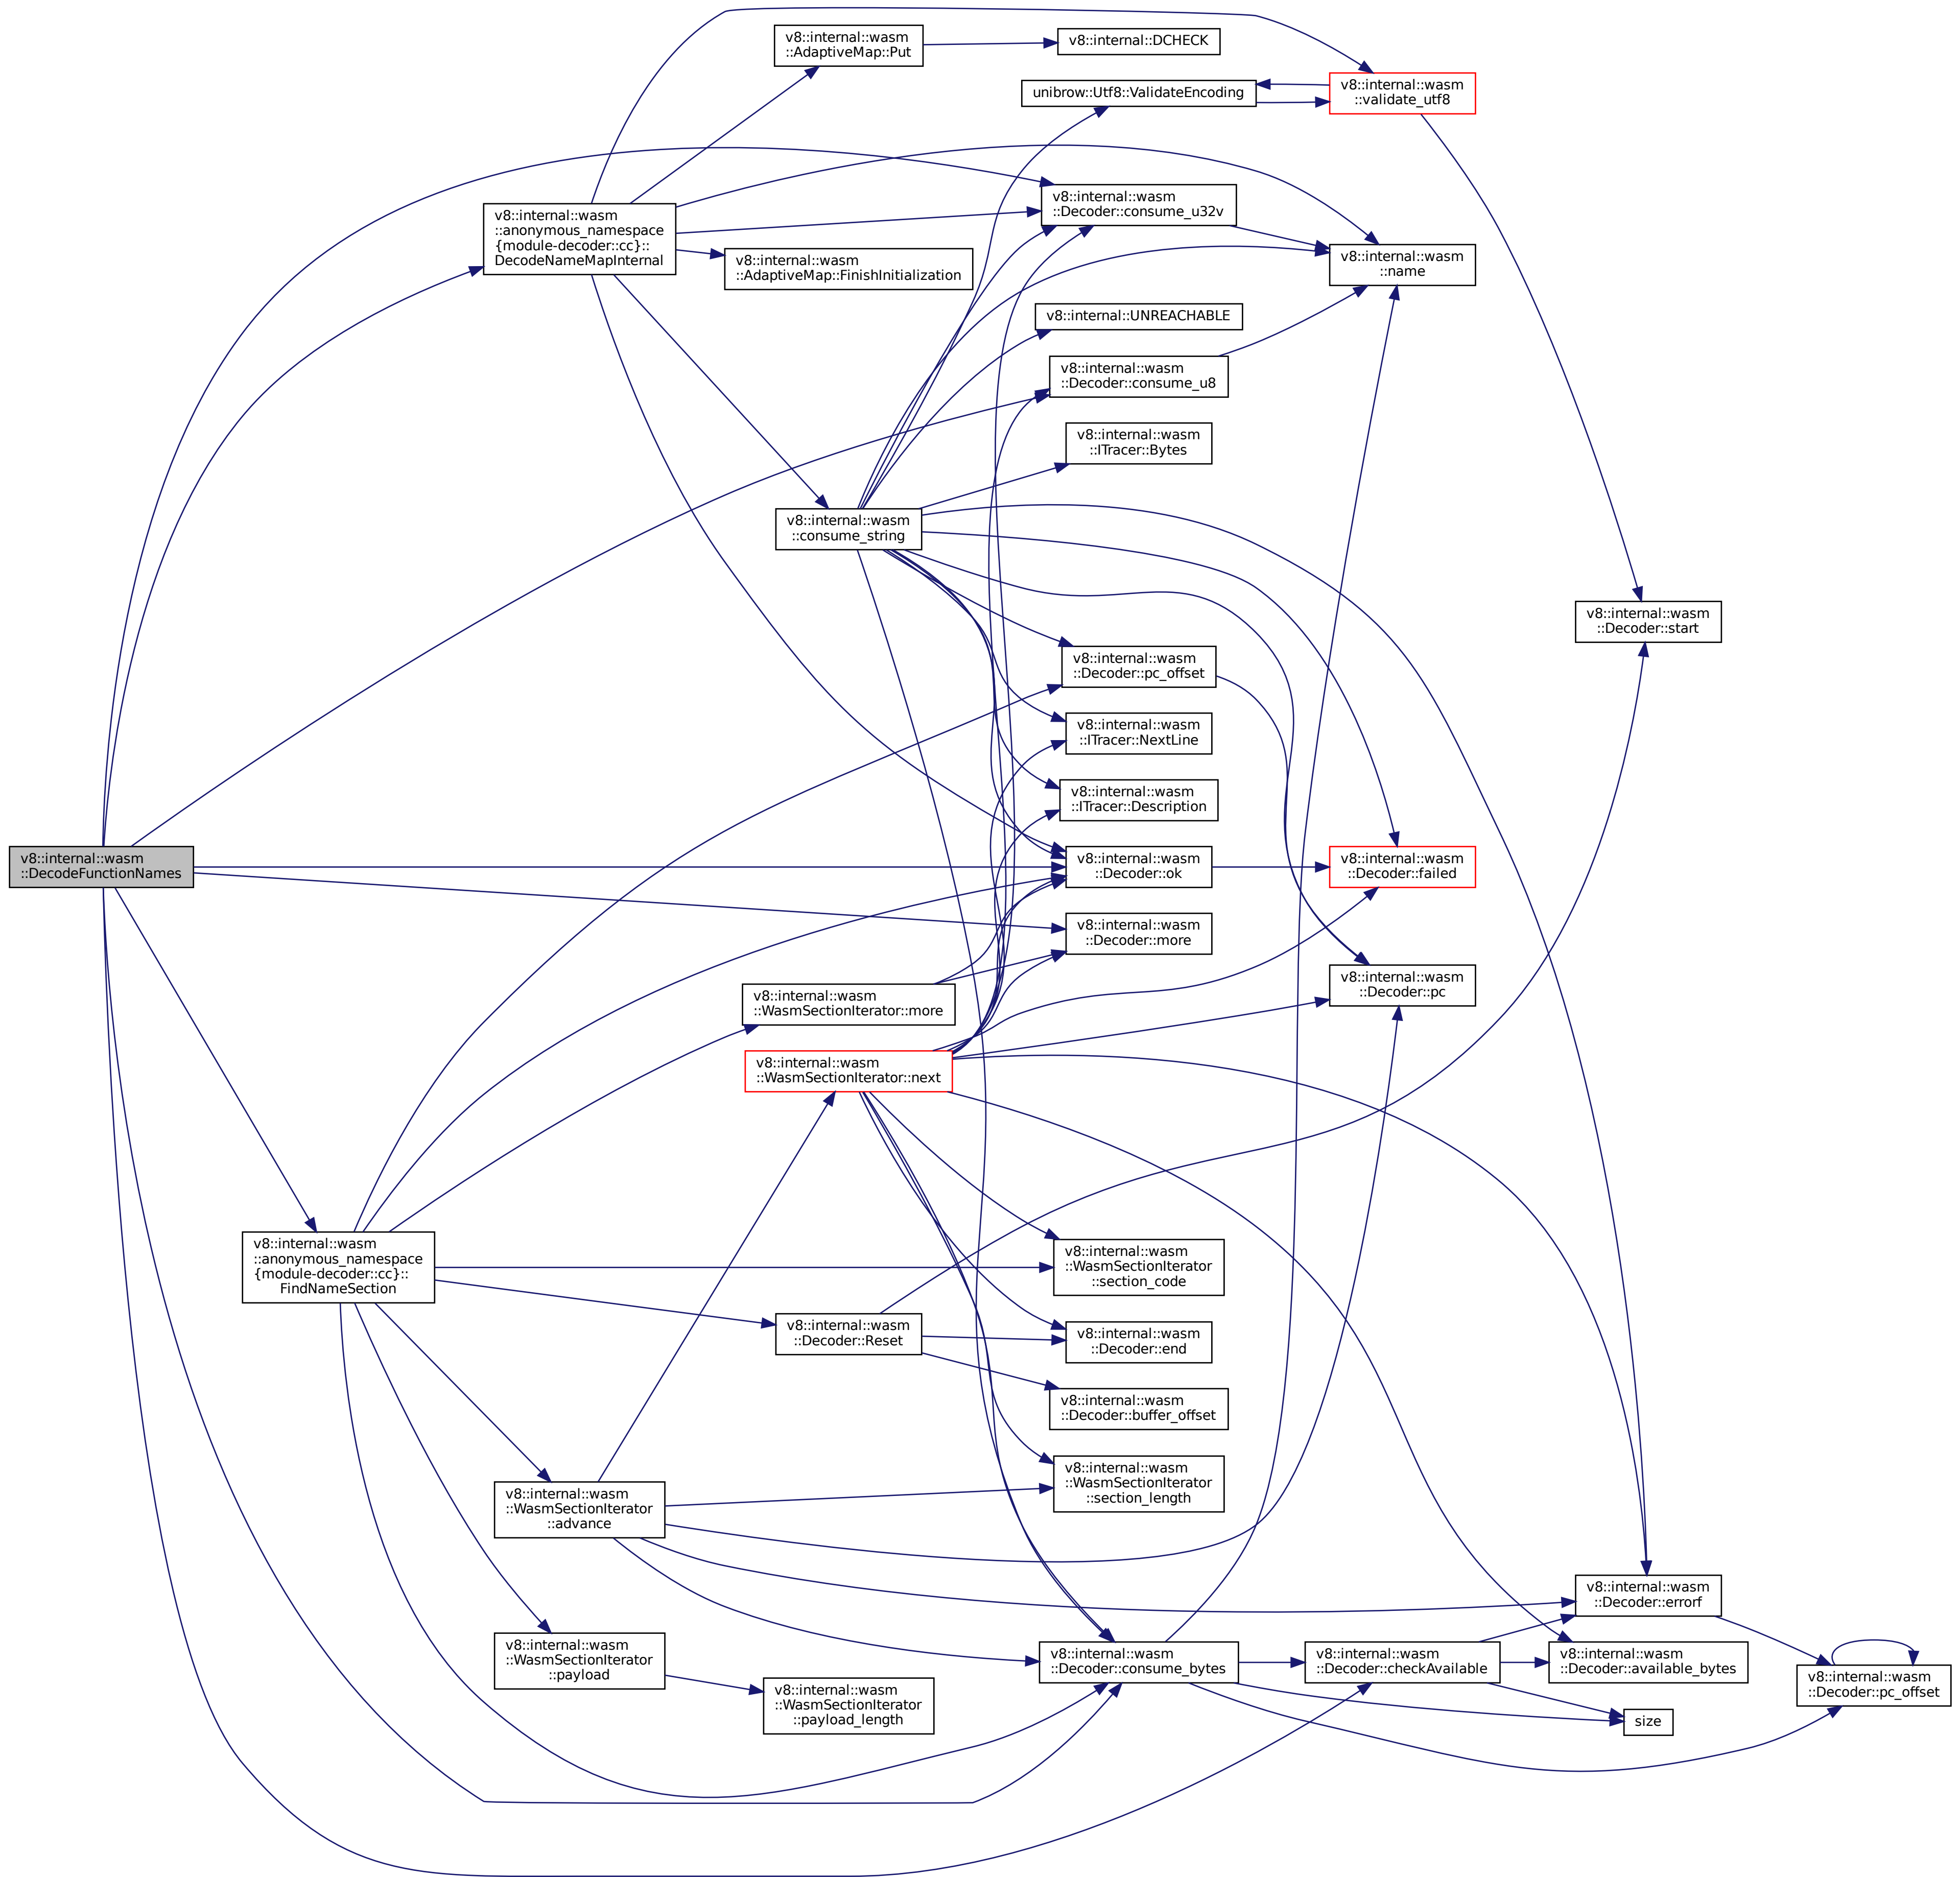 v8::internal::wasm
::AdaptiveMap::Put
v8::internal::DCHECK
v8::internal::wasm
::validate_utf8
unibrow::Utf8::ValidateEncoding
v8::internal::wasm
::Decoder::consume_u32v
v8::internal::wasm
::anonymous_namespace
{module-decoder::cc}::
DecodeNameMapInternal
v8::internal::wasm
::AdaptiveMap::FinishInitialization
v8::internal::wasm
::name
v8::internal::UNREACHABLE
v8::internal::wasm
::Decoder::consume_u8
v8::internal::wasm
::ITracer::Bytes
v8::internal::wasm
::consume_string
v8::internal::wasm
::Decoder::start
v8::internal::wasm
::Decoder::pc_offset
v8::internal::wasm
::ITracer::NextLine
v8::internal::wasm
::ITracer::Description
v8::internal::wasm
::DecodeFunctionNames
v8::internal::wasm
::Decoder::ok
v8::internal::wasm
::Decoder::failed
v8::internal::wasm
::Decoder::more
v8::internal::wasm
::WasmSectionIterator::more
v8::internal::wasm
::Decoder::pc
v8::internal::wasm
::WasmSectionIterator::next
v8::internal::wasm
::anonymous_namespace
{module-decoder::cc}::
FindNameSection
v8::internal::wasm
::WasmSectionIterator
::section_code
v8::internal::wasm
::Decoder::Reset
v8::internal::wasm
::Decoder::end
v8::internal::wasm
::Decoder::buffer_offset
v8::internal::wasm
::WasmSectionIterator
::section_length
v8::internal::wasm
::WasmSectionIterator
::advance
v8::internal::wasm
::Decoder::errorf
v8::internal::wasm
::WasmSectionIterator
::payload
v8::internal::wasm
::Decoder::consume_bytes
v8::internal::wasm
::Decoder::checkAvailable
v8::internal::wasm
::Decoder::available_bytes
v8::internal::wasm
::Decoder::pc_offset
v8::internal::wasm
::WasmSectionIterator
::payload_length
size